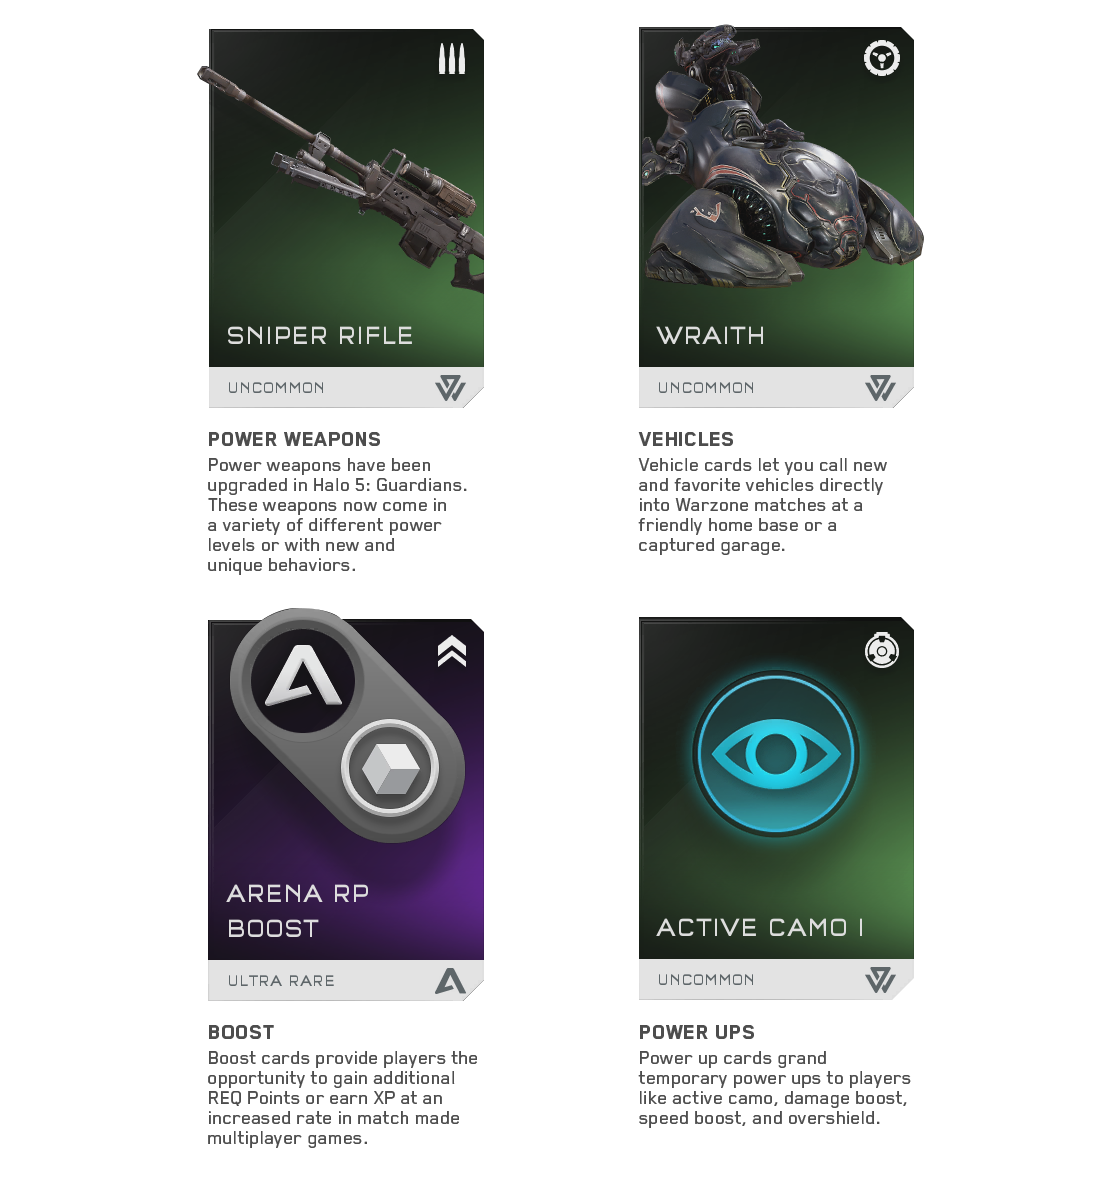 SNIPER RIFLE
UNCOMMON
POWER WEAPONS
Power weapons have been
upgraded in Halo 5: Guardians.
These weapons now come in
a variety of different power
levels or with new and
unique behaviors.
WRAITH
UNCOMMON
VEHICLES
Vehicle cards let you call new
and favorite vehicles directly
into Warzone matches at a
friendly home base or a
captured garage.
ARENA RP
BOOST
ULTRA RARE
BOOST
Boost cards provide players the
opportunity to gain additional
REQ Points or earn XP at an
increased rate in match made
multiplayer games.
ACTIVE CAMO I
UNCOMMON
POWER UPS
Power up cards grand
temporary power ups to players
like active camo, damage boost,
speed boost, and overshield.